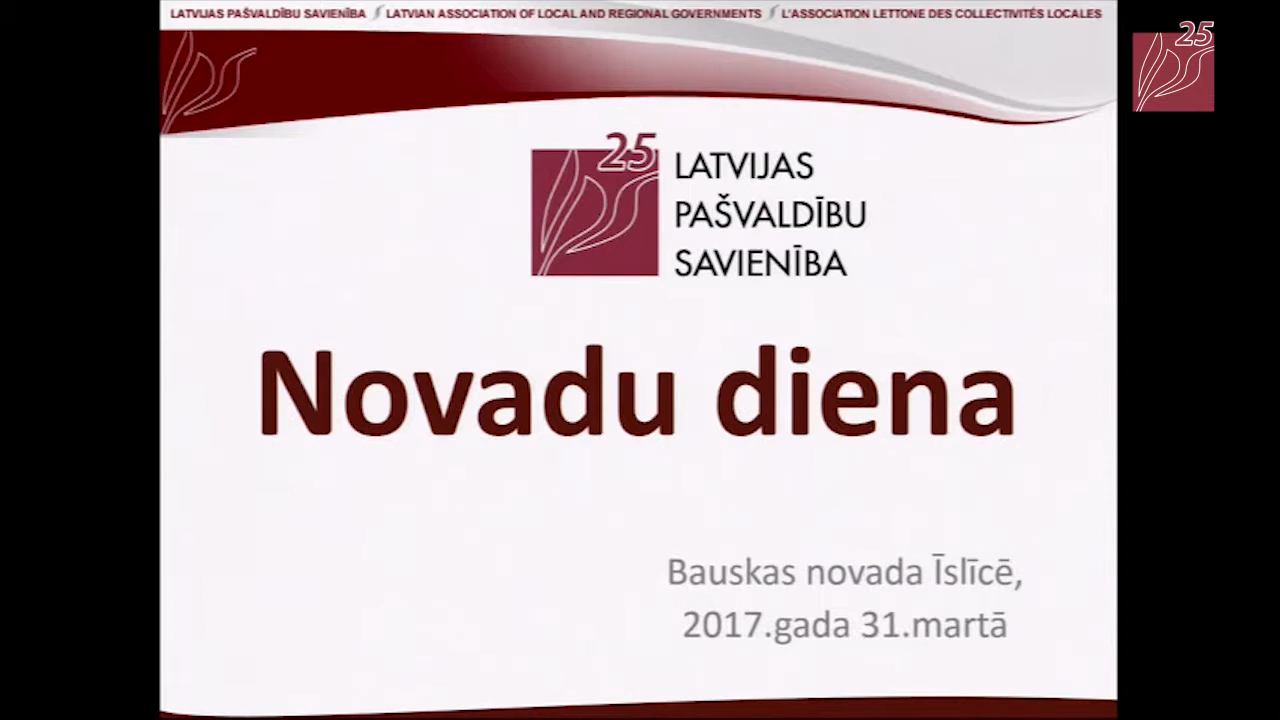 LATVIJAS PAŠVALDĪBU SAVIENĪBA / LATVIAN ASSOCIATION OF LOCAL AND REGIONAL GOVERNMENTS / L'ASSOCIATION LETTONE DES COLLECTIVITÉS LOCALES
25
25
LATVIJAS
PAŠVALDĪBU
SAVIENĪBA
Novadu diena
Bauskas novada Īslīcē,
2017.gada 31.martā